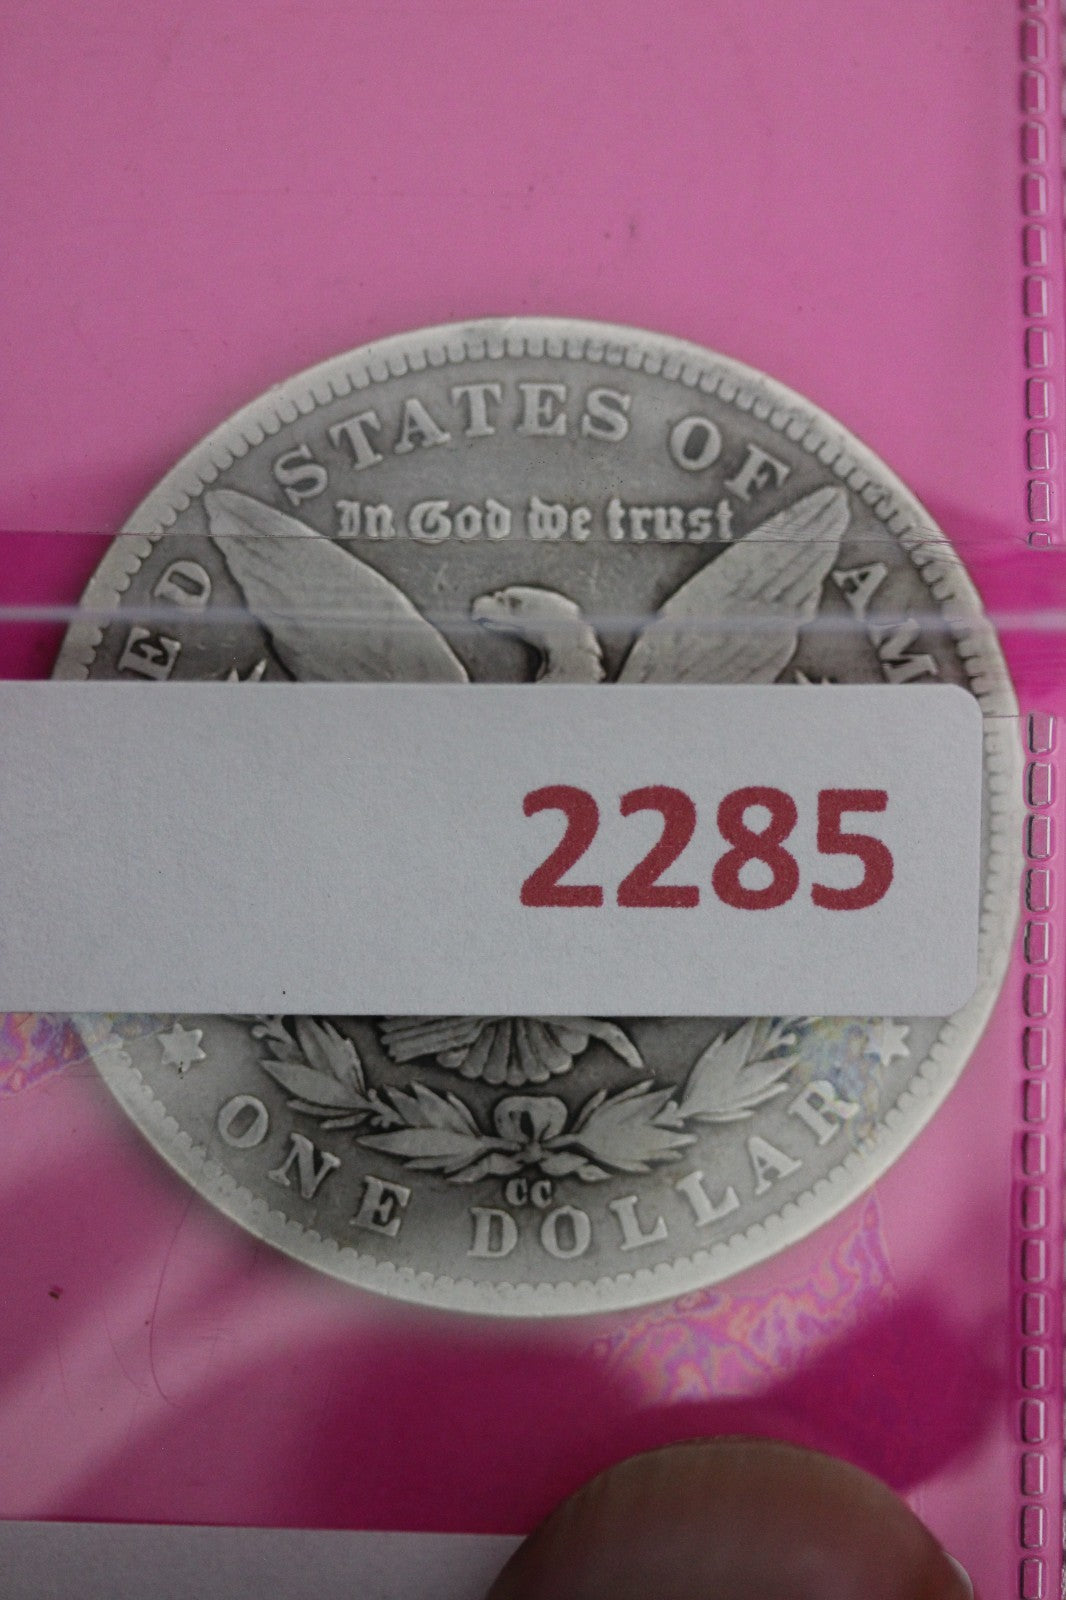 ED STATES OF AM
In God we trust
2285
CC
ONE DOLLAR